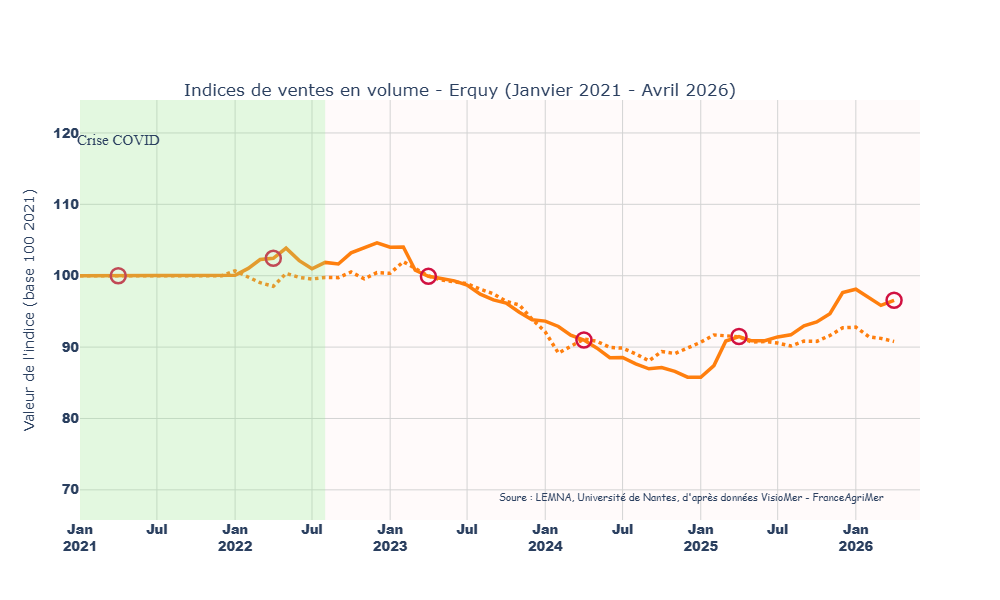 Indices de ventes en volume - Erquy (Janvier 2021 - Avril 2026)
Valeur de l'indice (base 100 2021)
120
Crise COVID
110
100
90
80
70
Soure : LEMNA, Université de Nantes, d'après données VisioMer - FranceAgriMer
Jan Jul Jan Jul Jan Jul Jan Jul Jan Jul Jan
2021 2022 2023 2024 2025 2026